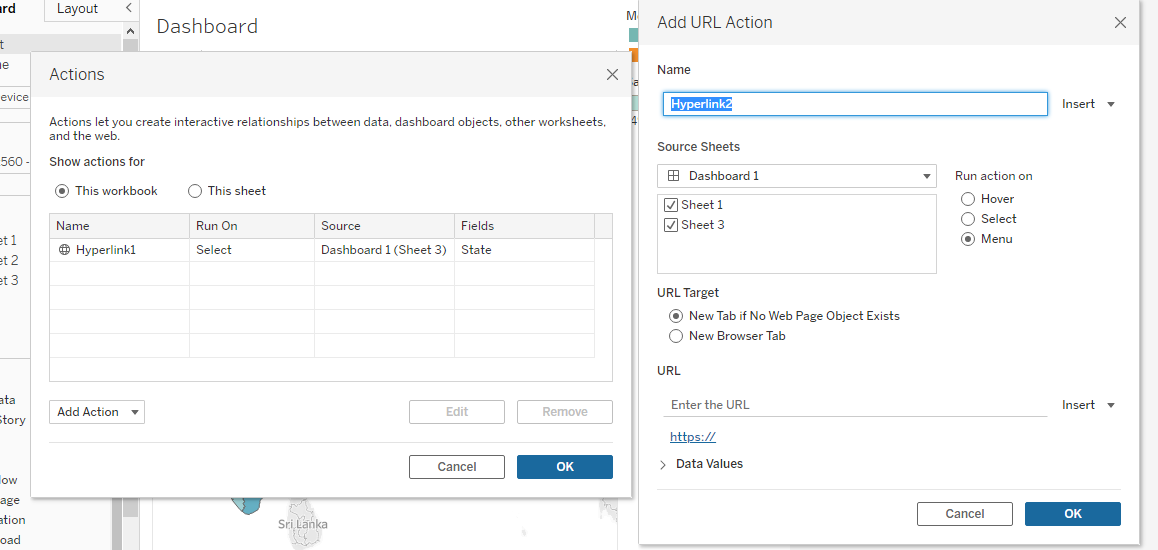 Layout
Dashboard
Actions
Actions let you create interactive relationships between data, dashboard objects, other worksheets,
and the web.
Show actions for
This workbook
This sheet
Name Run On Source Fields
Hyperlink1 Select Dashboard 1 (Sheet 3) State
Add Action
Edit
Remove
Cancel
OK
Sri Lanka
Add URL Action
Name
Hyperlink2
Insert
Source Sheets
Dashboard 1
Sheet 1
Sheet 3
Run action on
Hover
Select
Menu
URL Target
New Tab if No Web Page Object Exists
New Browser Tab
URL
Enter the URL
Insert
https://
Data Values
Cancel
OK